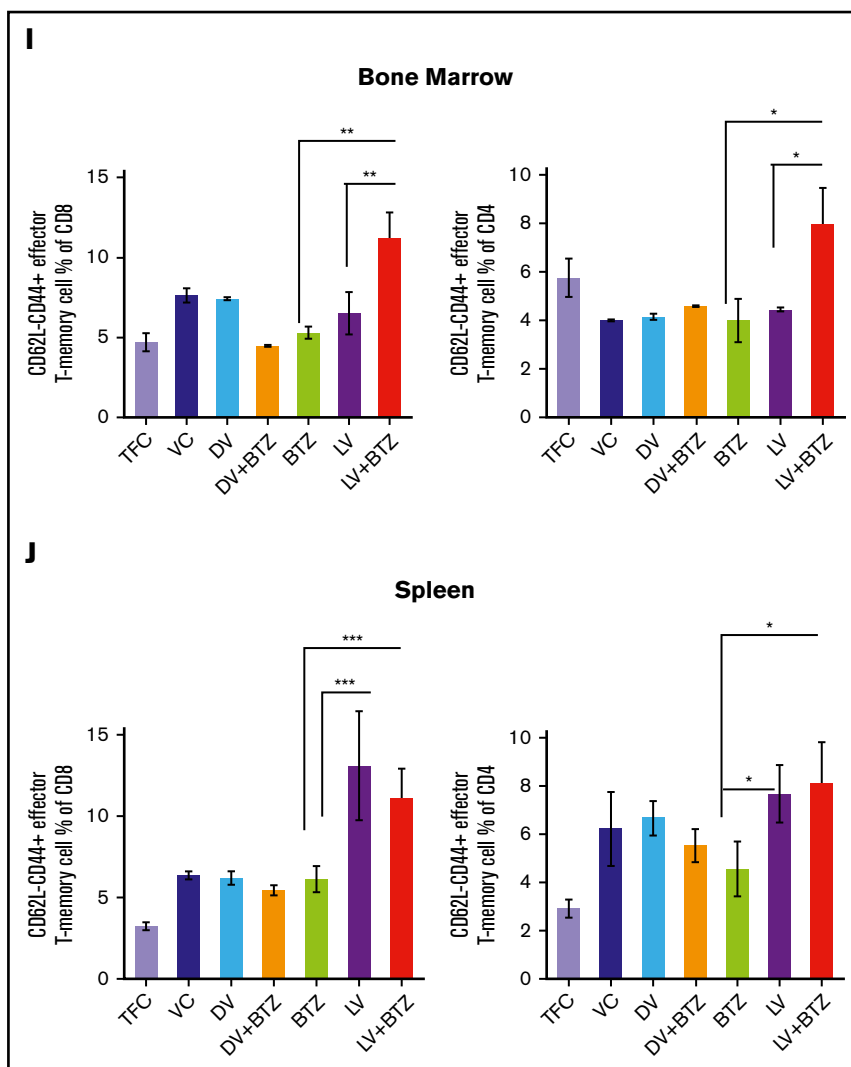 I
Bone Marrow
CD62L-CD44+ effector
T-memory cell % of CD8
15
10
5
0
**
**
TFC
VC
DV
DV+BTZ
BTZ
LV
LV+BTZ
CD62L-CD44+ effector
T-memory cell % of CD4
10
8
6
4
2
0
*
*
TFC
VC
DV
DV+BTZ
BTZ
LV
LV+BTZ
J
Spleen
CD62L-CD44+ effector
T-memory cell % of CD8
15
10
5
0
***
***
TFC
VC
DV
DV+BTZ
BTZ
LV
LV+BTZ
CD62L-CD44+ effector
T-memory cell % of CD4
10
8
6
4
2
0
*
*
TFC
VC
DV
DV+BTZ
BTZ
LV
LV+BTZ